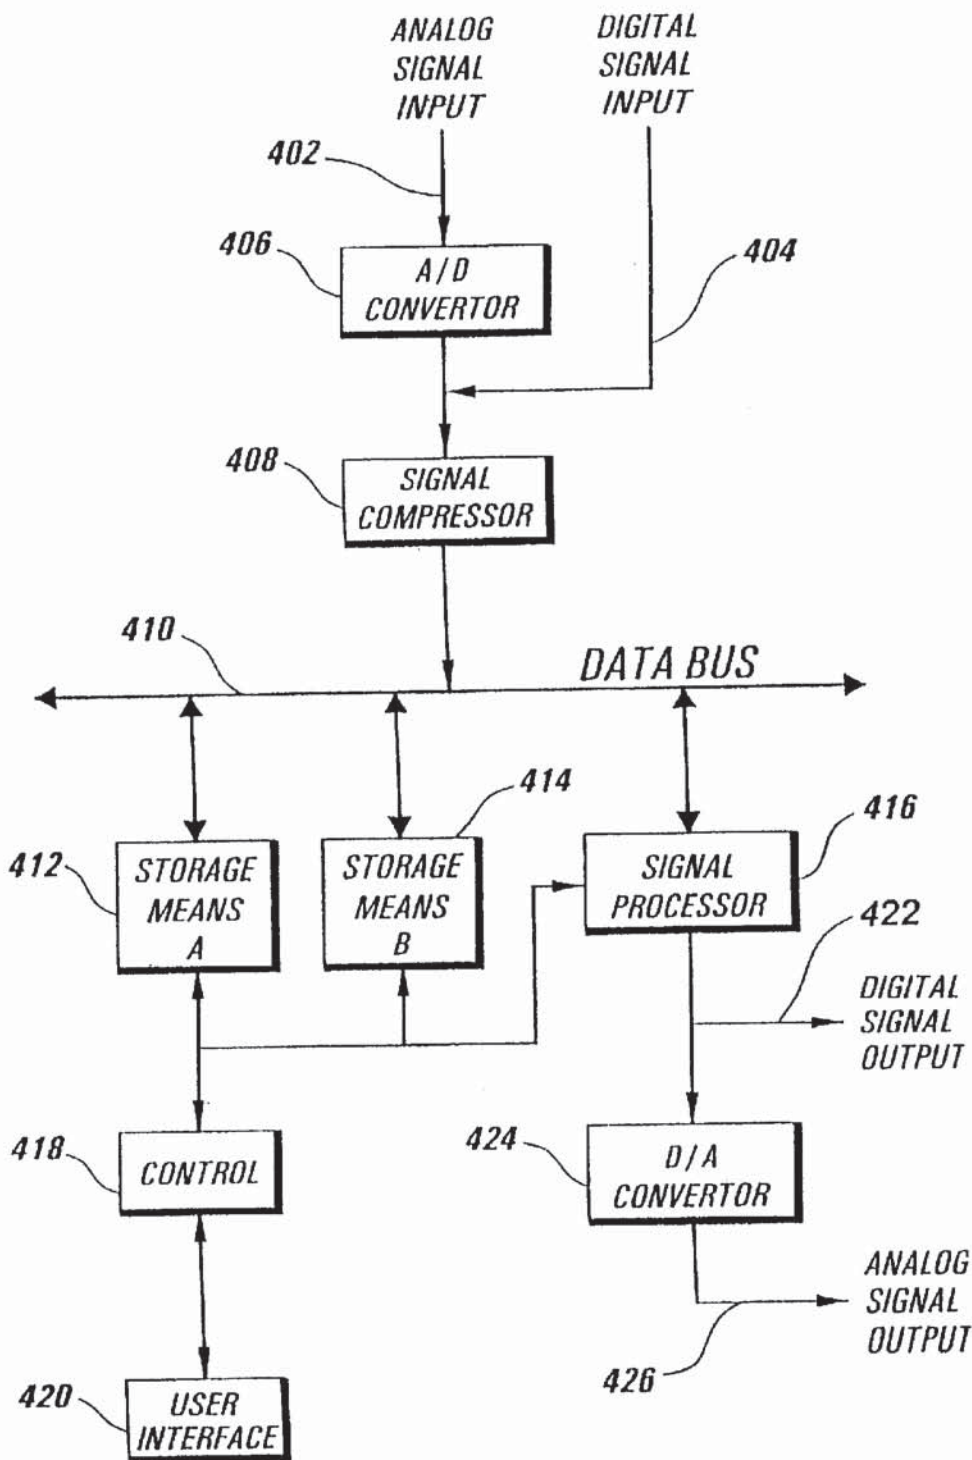 ANALOG
SIGNAL
INPUT
DIGITAL
SIGNAL
INPUT
402
406
A/D
CONVERTOR
404
408
SIGNAL
COMPRESSOR
410
DATA BUS
412
STORAGE
MEANS
A
414
STORAGE
MEANS
B
416
SIGNAL
PROCESSOR
422
DIGITAL
SIGNAL
OUTPUT
418
CONTROL
424
D/A
CONVERTOR
ANALOG
SIGNAL
OUTPUT
426
420
USER
INTERFACE